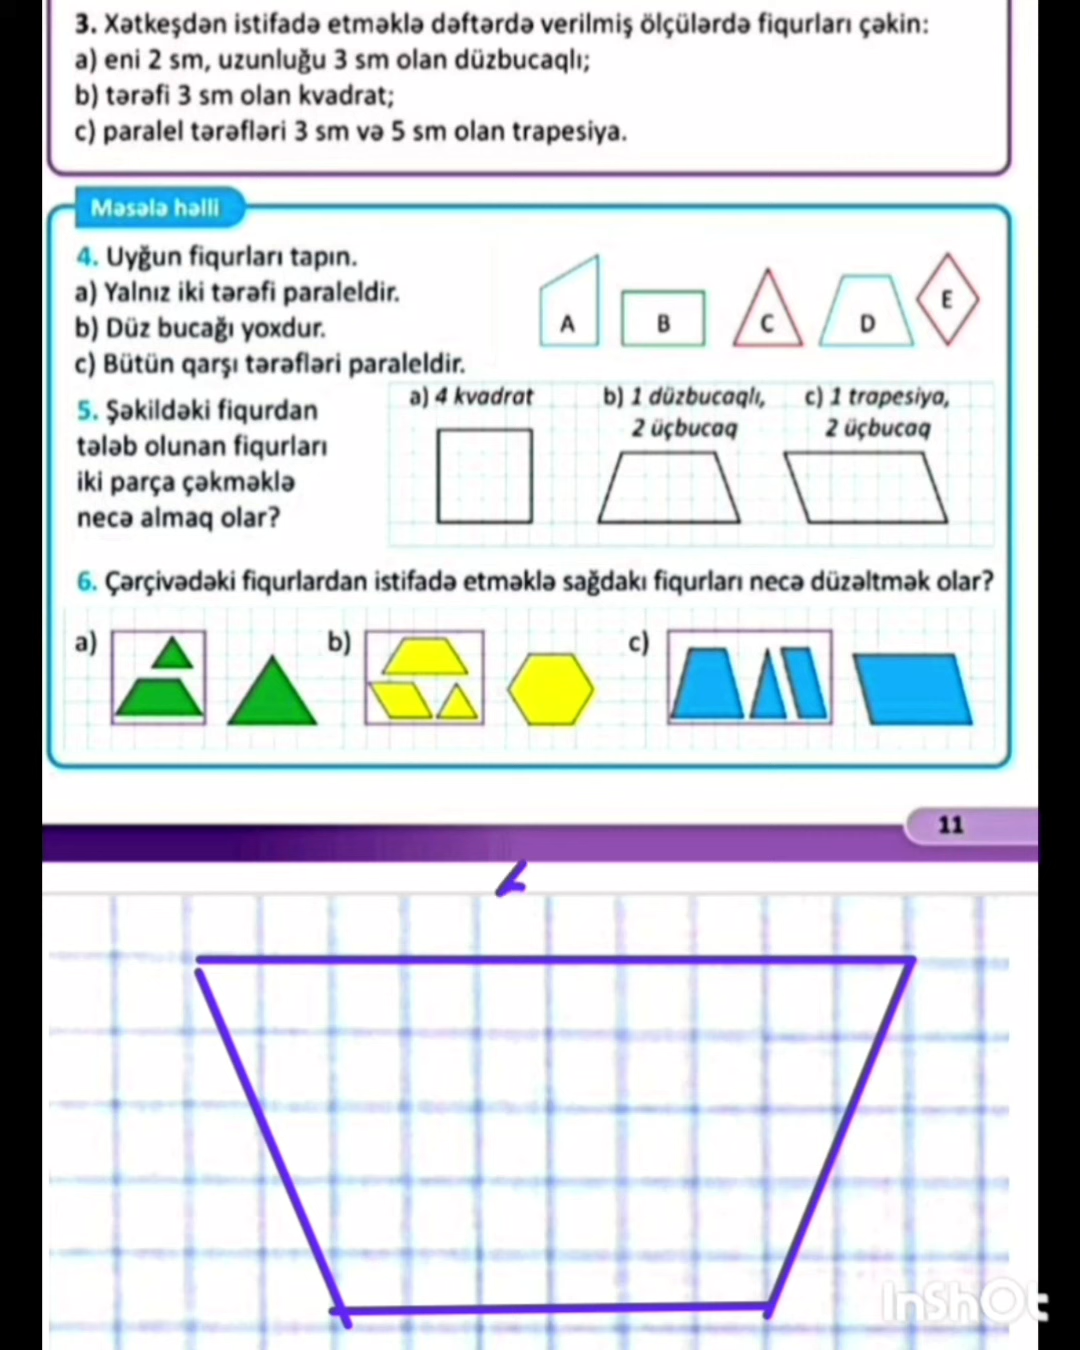 3. Xətkeşdən istifadə etməklə dəftərdə verilmiş ölçülərdə fiqurları çəkin:
a) eni 2 sm, uzunluğu 3 sm olan düzbucaqlı;
b) tərəfi 3 sm olan kvadrat;
c) paralel tərəfləri 3 sm və 5 sm olan trapesiya.
Məsələ həlli
4. Uyğun fiqurları tapın.
a) Yalnız iki tərəfi paraleldir.
b) Düz bucağı yoxdur.
c) Bütün qarşı tərəfləri paraleldir.
A B C D E
5. Şəkildəki fiqurdan
tələb olunan fiqurları
iki parça çəkməklə
necə almaq olar?
a) 4 kvadrat
b) 1 düzbucaqlı,
2 üçbucaq
c) 1 trapesiya,
2 üçbucaq
6. Çərçivədəki fiqurlardan istifadə etməklə sağdakı fiqurları necə düzəltmək olar?
a) b) c)
11
InShOt